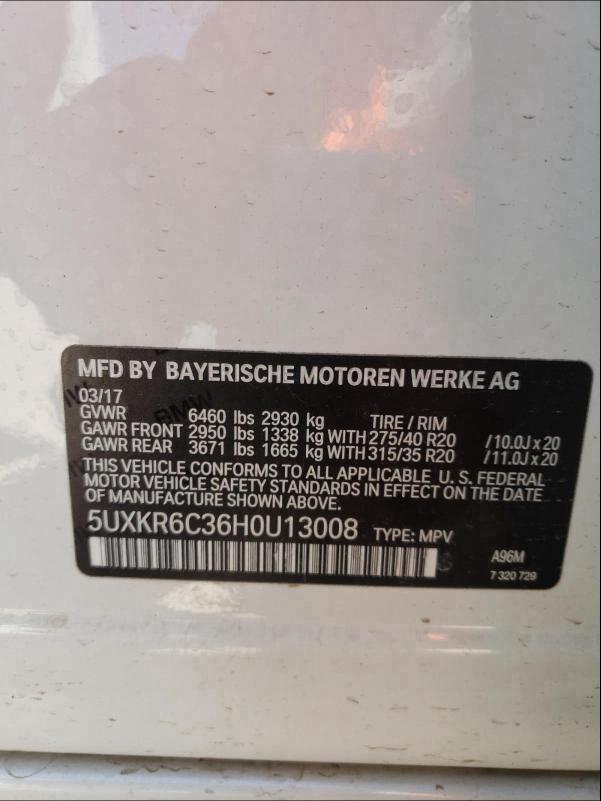 MFD BY BAYERISCHE MOTOREN WERKE AG
03/17
GVWR 6460 lbs 2930 kg TIRE / RIM
GAWR FRONT 2950 lbs 1338 kg WITH 275/40 R20 /10.0J x 20
GAWR REAR 3671 lbs 1665 kg WITH 315/35 R20 /11.0J x 20
THIS VEHICLE CONFORMS TO ALL APPLICABLE U. S. FEDERAL
MOTOR VEHICLE SAFETY STANDARDS IN EFFECT ON THE DATE
OF MANUFACTURE SHOWN ABOVE.
5UXKR6C36H0U13008 TYPE: MPV
A96M
7 320 729
BMW